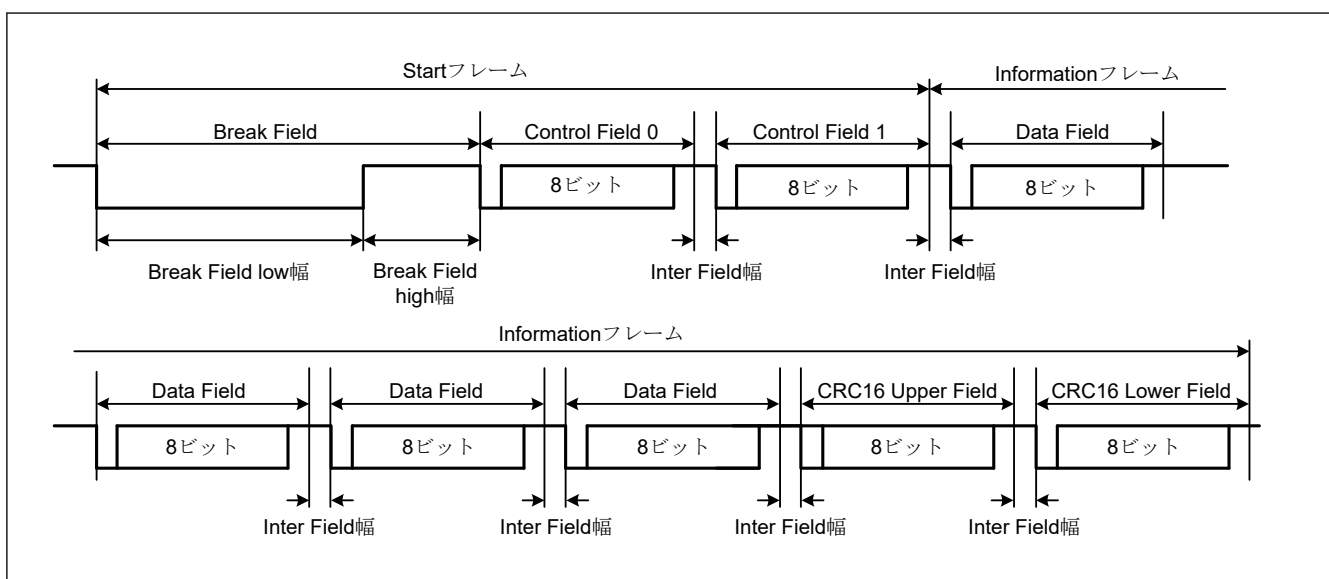 Startフレーム
Informationフレーム
Break Field
Control Field 0
Control Field 1
Data Field
8ビット
8ビット
8ビット
Break Field low幅
Break Field
high幅
Inter Field幅
Inter Field幅
Informationフレーム
Data Field
Data Field
Data Field
CRC16 Upper Field
CRC16 Lower Field
8ビット
8ビット
8ビット
8ビット
8ビット
Inter Field幅
Inter Field幅
Inter Field幅
Inter Field幅